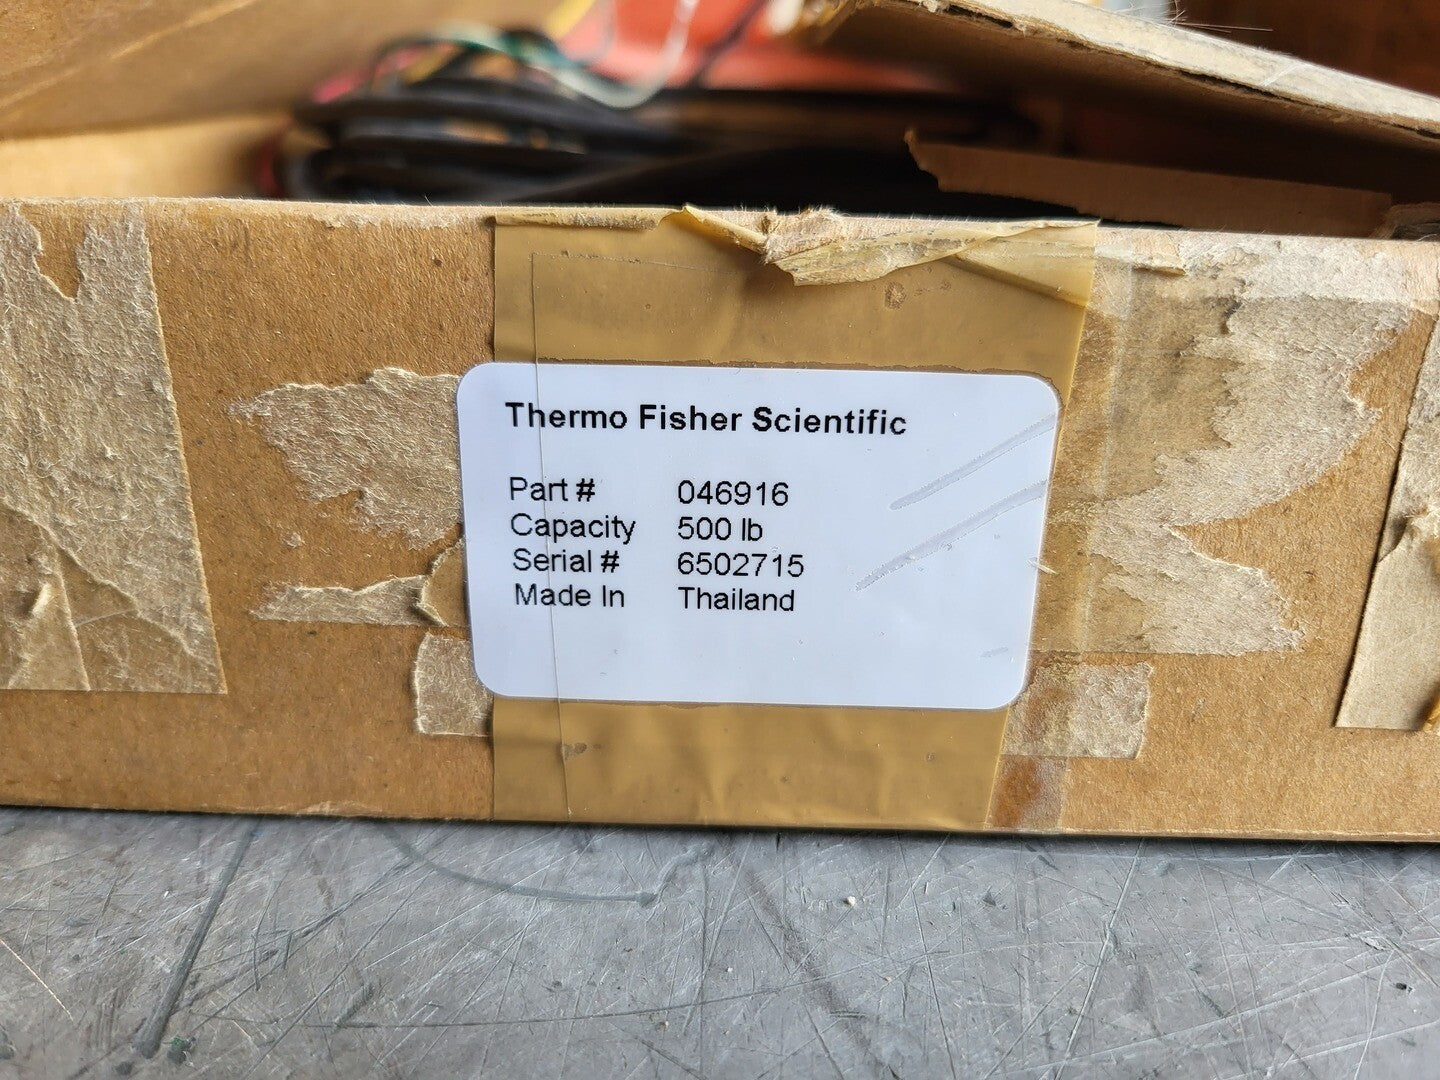 Thermo Fisher Scientific
Part # 046916
Capacity 500 lb
Serial # 6502715
Made In Thailand